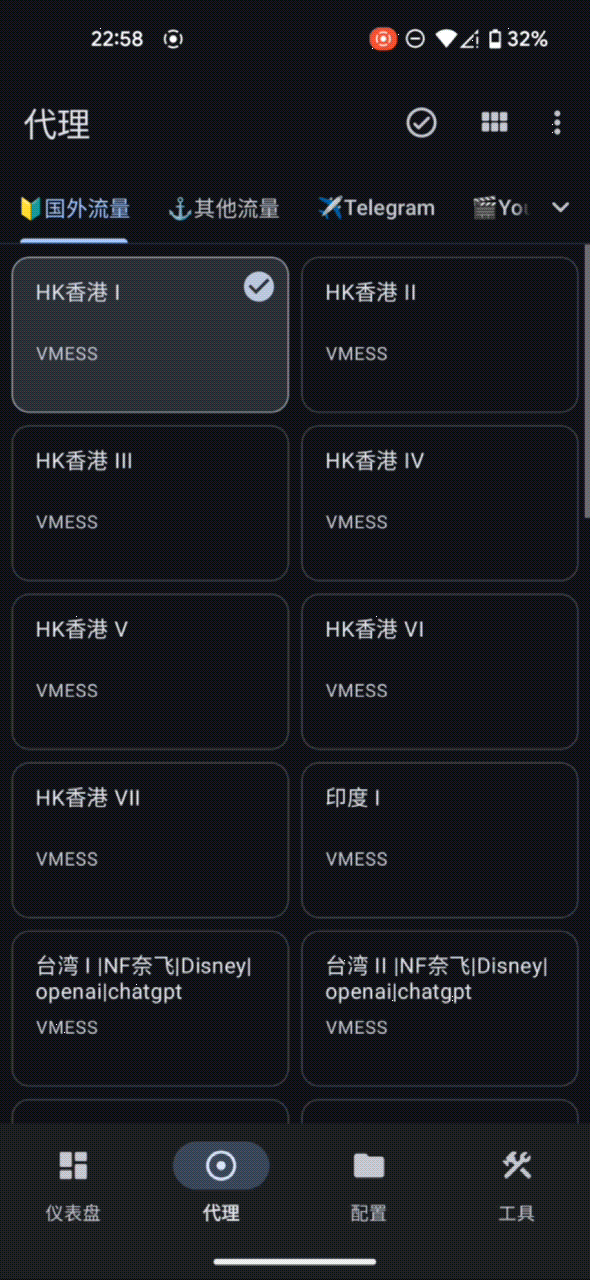 22:58
32%
代理
国外流量
其他流量
Telegram
You
HK香港 I
VMESS
HK香港 II
VMESS
HK香港 III
VMESS
HK香港 IV
VMESS
HK香港 V
VMESS
HK香港 VI
VMESS
HK香港 VII
VMESS
印度 I
VMESS
台湾 I |NF奈飞|Disney|
openai|chatgpt
VMESS
台湾 II |NF奈飞|Disney|
openai|chatgpt
VMESS
仪表盘
代理
配置
工具